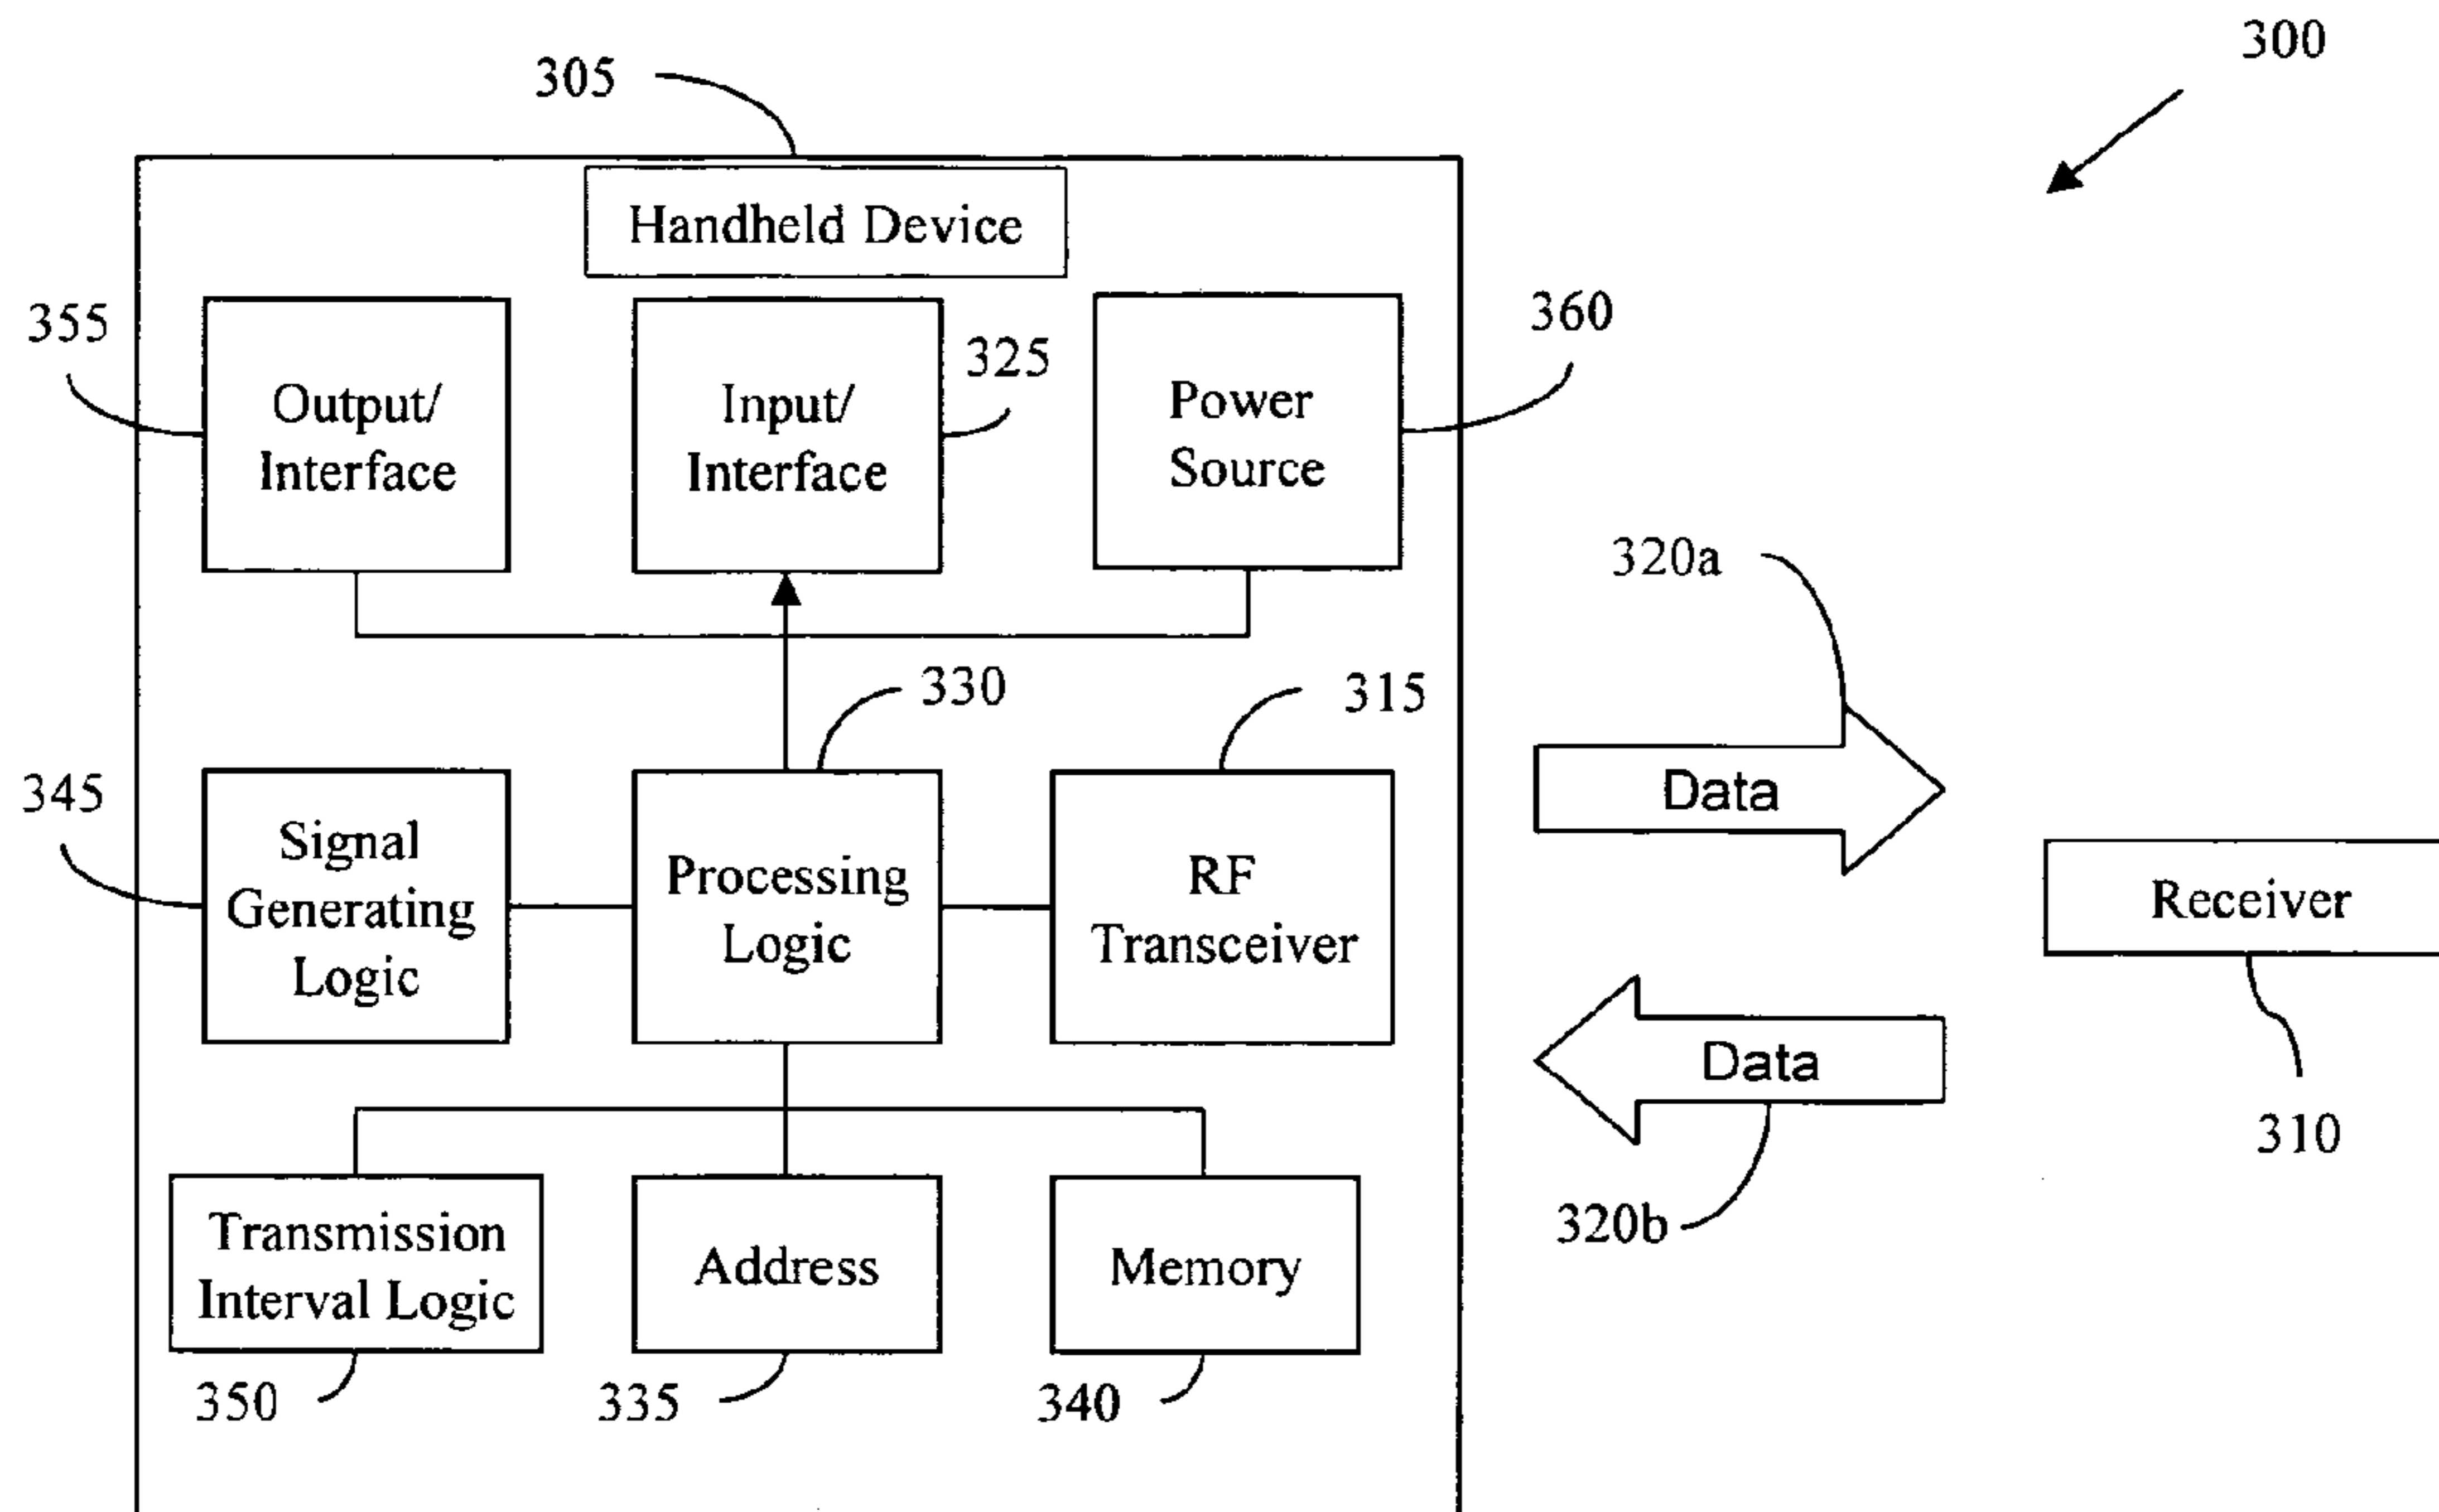 300
305
Handheld Device
355
Output/
Interface
Input/
Interface
325
Power
Source
360
320a
330
315
345
Signal
Generating
Logic
Processing
Logic
RF
Transceiver
Data
Receiver
310
Data
320b
Transmission
Interval Logic
Address
Memory
350
335
340